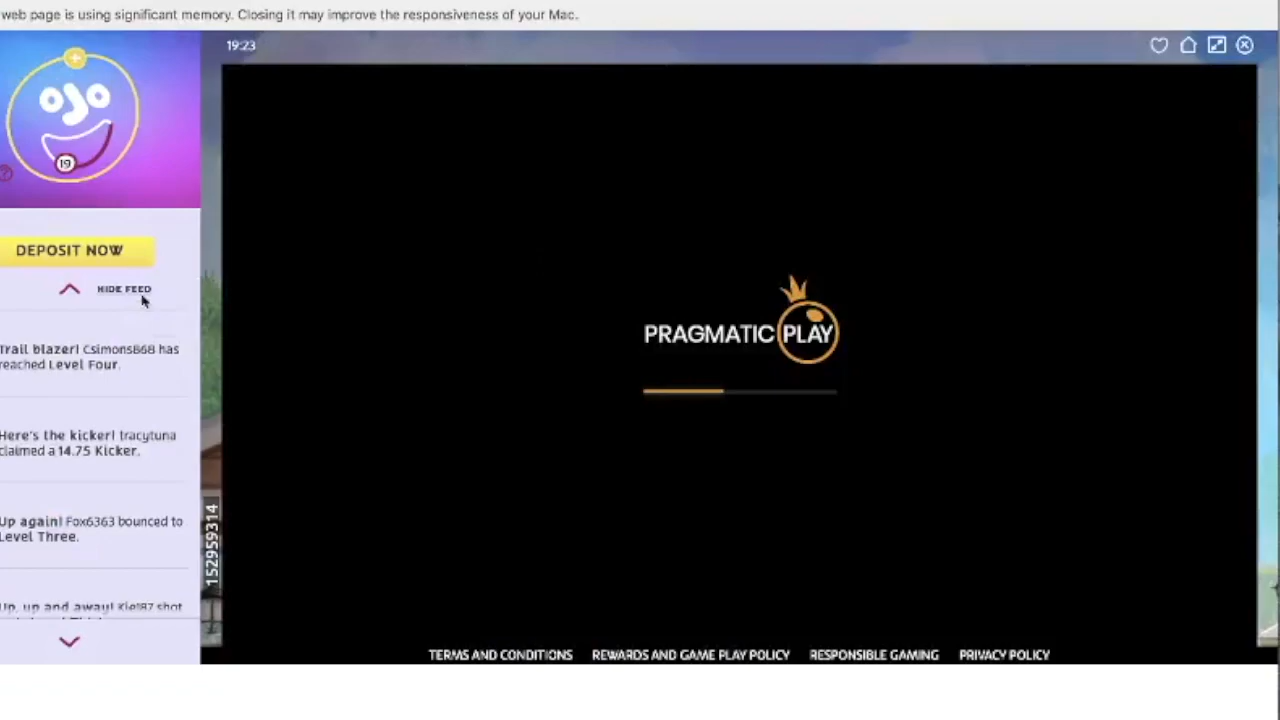 web page is using significant memory. Closing it may improve the responsiveness of your Mac.
19:23
ojo
19
DEPOSIT NOW
HIDE FEED
Trail blazer! Csimons868 has
reached Level Four.
Here's the kicker! tracytuna
claimed a 14.75 Kicker.
Up again! Fox6363 bounced to
Level Three.
Up, up and away! Kiel87 shot
152959314
PRAGMATIC PLAY
TERMS AND CONDITIONS REWARDS AND GAME PLAY POLICY RESPONSIBLE GAMING PRIVACY POLICY